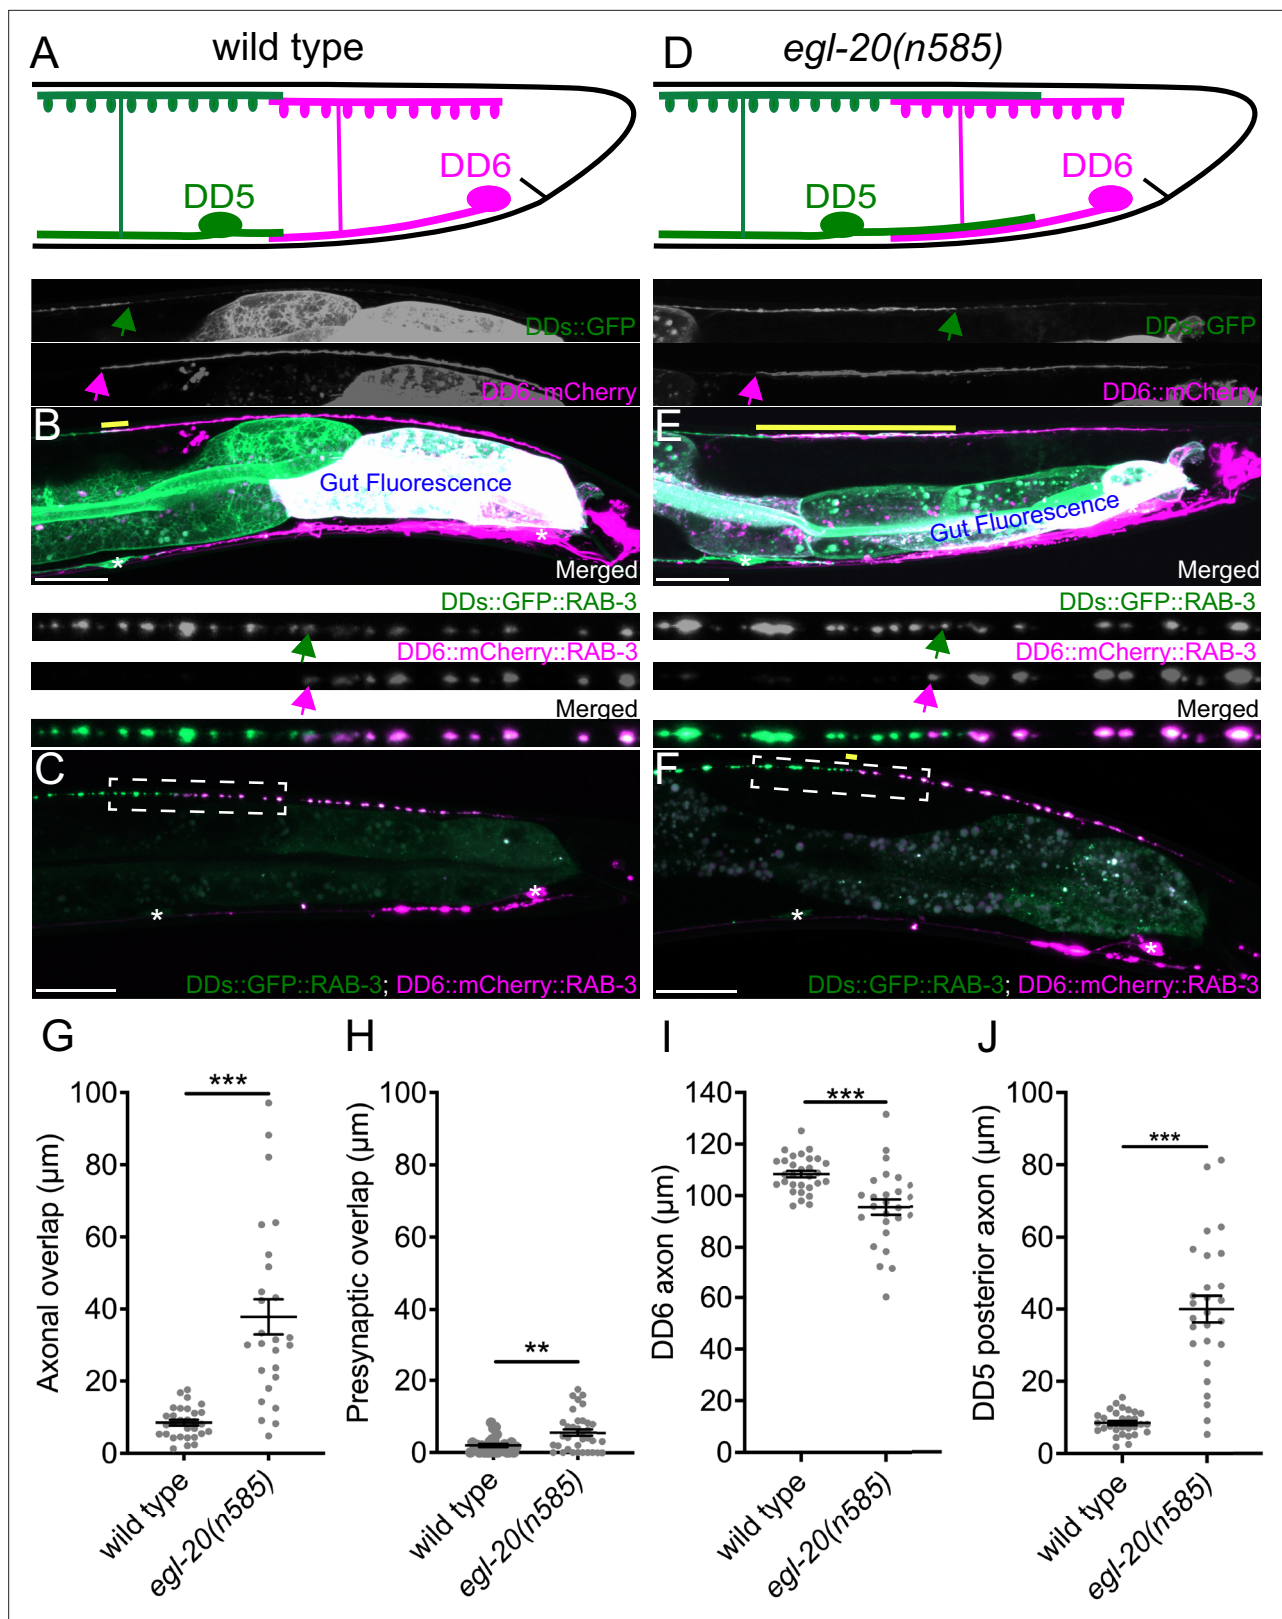 A wild type
DD5
DD6
D egl-20(n585)
DD5
DD6
DDs::GFP
DD6::mCherry
B
Gut Fluorescence
*
*
Merged
DDs::GFP
DD6::mCherry
E
Gut Fluorescence
*
Merged
DDs::GFP::RAB-3
DD6::mCherry::RAB-3
Merged
C
*
*
DDs::GFP::RAB-3; DD6::mCherry::RAB-3
DDs::GFP::RAB-3
DD6::mCherry::RAB-3
Merged
F
*
*
DDs::GFP::RAB-3; DD6::mCherry::RAB-3
G
Axonal overlap (µm)
100
80
60
40
20
0
***
wild type
egl-20(n585)
H
Presynaptic overlap (µm)
100
80
60
40
20
0
**
wild type
egl-20(n585)
I
DD6 axon (µm)
140
120
100
80
60
40
20
0
***
wild type
egl-20(n585)
J
DD5 posterior axon (µm)
100
80
60
40
20
0
***
wild type
egl-20(n585)